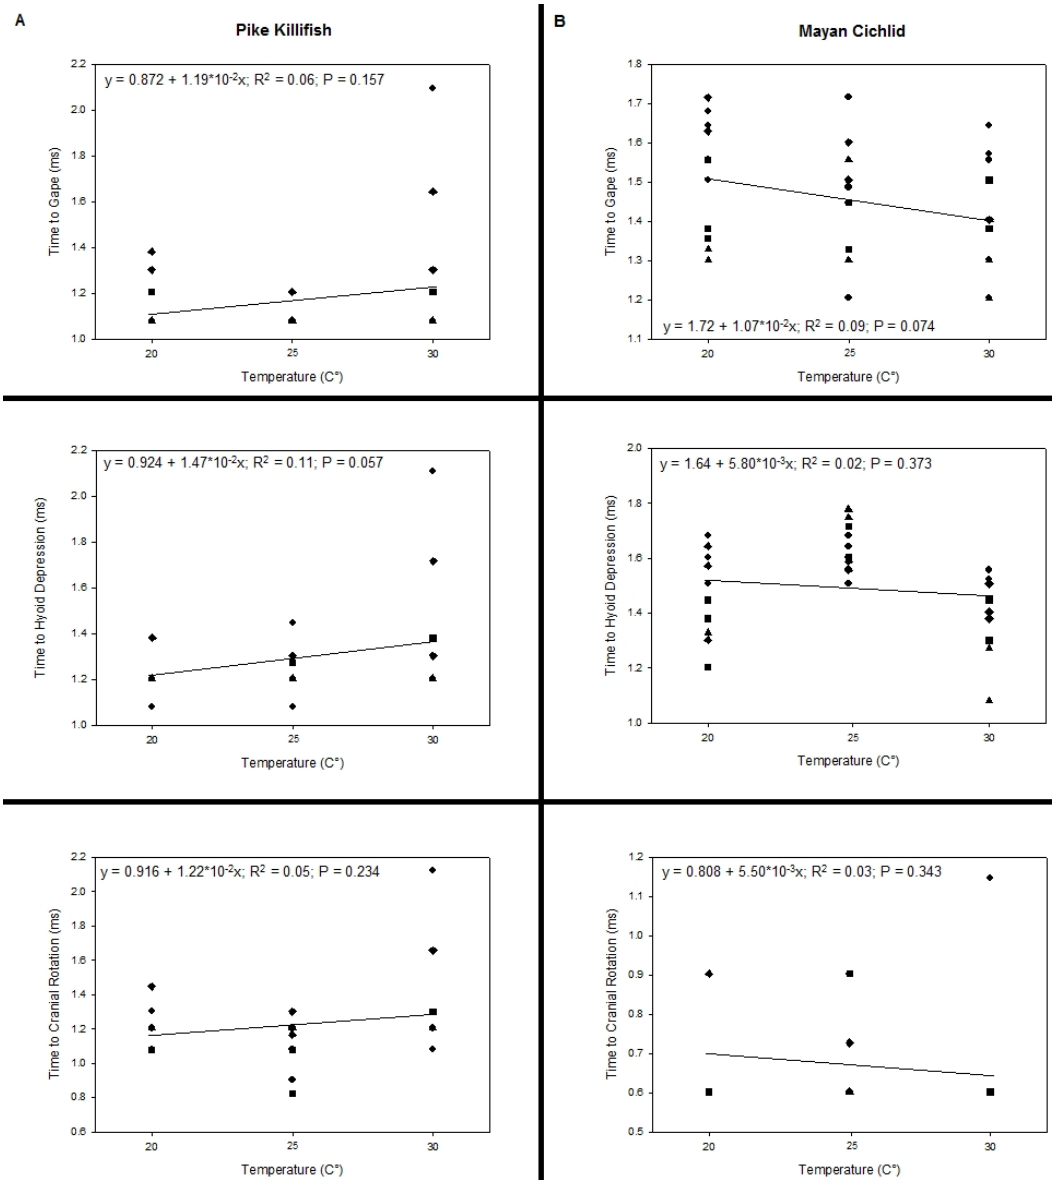 A
Pike Killifish
y = 0.872 + 1.19*10-2x; R2 = 0.06; P = 0.157
2.2
2.0
1.8
1.6
1.4
1.2
1.0
Time to Gape (ms)
20 25 30
Temperature (C°)
B
Mayan Cichlid
1.8
1.7
1.6
1.5
1.4
1.3
1.2
1.1
Time to Gape (ms)
y = 1.72 + 1.07*10-2x; R2 = 0.09; P = 0.074
20 25 30
Temperature (C°)
y = 0.924 + 1.47*10-2x; R2 = 0.11; P = 0.057
2.2
2.0
1.8
1.6
1.4
1.2
1.0
Time to Hyoid Depression (ms)
20 25 30
Temperature (C°)
y = 1.64 + 5.80*10-3x; R2 = 0.02; P = 0.373
2.0
1.8
1.6
1.4
1.2
1.0
Time to Hyoid Depression (ms)
20 25 30
Temperature (C°)
y = 0.916 + 1.22*10-2x; R2 = 0.05; P = 0.234
2.2
2.0
1.8
1.6
1.4
1.2
1.0
0.8
0.6
Time to Cranial Rotation (ms)
20 25 30
Temperature (C°)
y = 0.808 + 5.50*10-3x; R2 = 0.03; P = 0.343
1.2
1.1
1.0
0.9
0.8
0.7
0.6
0.5
Time to Cranial Rotation (ms)
20 25 30
Temperature (C°)